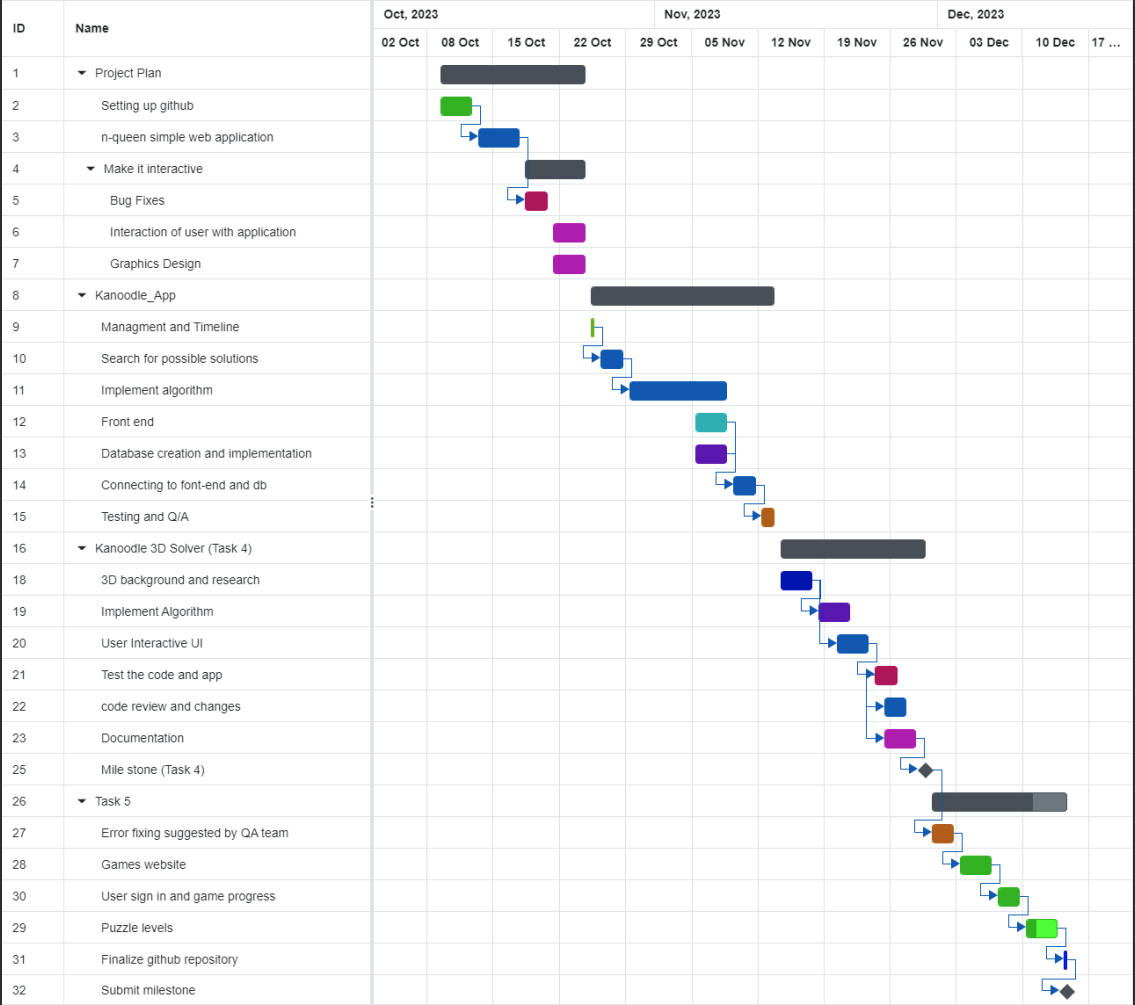 ID Name Oct, 2023 Nov, 2023 Dec, 2023
02 Oct 08 Oct 15 Oct 22 Oct 29 Oct 05 Nov 12 Nov 19 Nov 26 Nov 03 Dec 10 Dec 17 ...
1 Project Plan
2 Setting up github
3 n-queen simple web application
4 Make it interactive
5 Bug Fixes
6 Interaction of user with application
7 Graphics Design
8 Kanoodle_App
9 Managment and Timeline
10 Search for possible solutions
11 Implement algorithm
12 Front end
13 Database creation and implementation
14 Connecting to font-end and db
15 Testing and Q/A
16 Kanoodle 3D Solver (Task 4)
18 3D background and research
19 Implement Algorithm
20 User Interactive UI
21 Test the code and app
22 code review and changes
23 Documentation
25 Mile stone (Task 4)
26 Task 5
27 Error fixing suggested by QA team
28 Games website
30 User sign in and game progress
29 Puzzle levels
31 Finalize github repository
32 Submit milestone